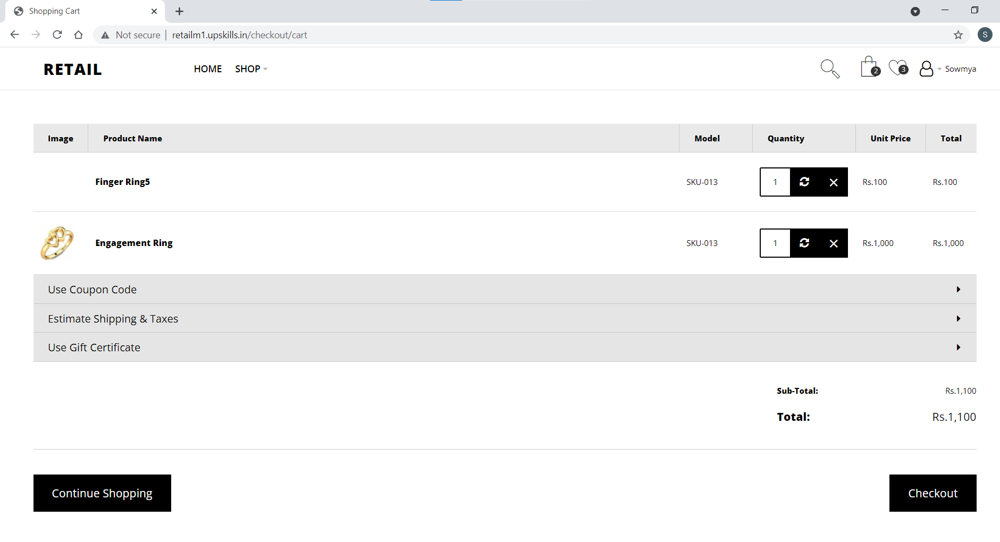 Shopping Cart
Not secure | retailm1.upskills.in/checkout/cart
S
RETAIL HOME SHOP 2 3 Sowmya
Image Product Name Model Quantity Unit Price Total
Finger Ring5 SKU-013 1 Rs.100 Rs.100
Engagement Ring SKU-013 1 Rs.1,000 Rs.1,000
Use Coupon Code
Estimate Shipping & Taxes
Use Gift Certificate
Sub-Total: Rs.1,100
Total: Rs.1,100
Continue Shopping Checkout